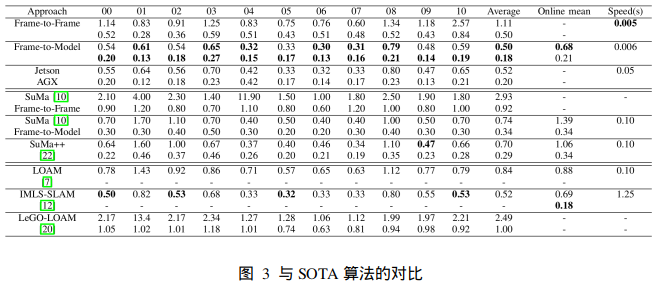 Approach 00 01 02 03 04 05 06 07 08 09 10 Average Online mean Speed(s)
Frame-to-Frame 1.14 0.83 0.91 1.25 0.83 0.75 0.76 0.60 1.34 1.18 2.57 1.11 - 0.005
0.52 0.28 0.36 0.59 0.51 0.43 0.51 0.48 0.52 0.43 0.84 0.50 -
Frame-to-Model 0.54 0.61 0.54 0.65 0.32 0.33 0.30 0.31 0.79 0.48 0.59 0.50 0.68 0.006
0.20 0.13 0.18 0.27 0.15 0.17 0.13 0.16 0.21 0.14 0.19 0.18 0.21
Jetson 0.55 0.64 0.56 0.70 0.42 0.33 0.32 0.33 0.80 0.47 0.65 0.52 - 0.05
AGX 0.20 0.12 0.18 0.23 0.42 0.17 0.14 0.17 0.23 0.13 0.21 0.20 -
SuMa [10] 2.10 4.00 2.30 1.40 11.90 1.50 1.00 1.80 2.50 1.90 1.80 2.93 - -
Frame-to-Frame 0.90 1.20 0.80 0.70 1.10 0.80 0.60 1.20 1.00 0.80 1.00 0.92 -
SuMa [10] 0.70 1.70 1.10 0.70 0.40 0.50 0.40 0.40 1.00 0.50 0.70 0.74 1.39 0.10
Frame-to-Model 0.30 0.30 0.40 0.50 0.30 0.20 0.20 0.30 0.40 0.30 0.30 0.34 0.34
SuMa++ 0.64 1.60 1.00 0.67 0.37 0.40 0.46 0.34 1.10 0.47 0.66 0.70 1.06 0.10
[22] 0.22 0.46 0.37 0.46 0.26 0.20 0.21 0.19 0.35 0.23 0.28 0.29 0.34
LOAM 0.78 1.43 0.92 0.86 0.71 0.57 0.65 0.63 1.12 0.77 0.79 0.84 0.88 0.10
[7] - - - - - - - - - - - - -
IMLS-SLAM 0.50 0.82 0.53 0.68 0.33 0.32 0.33 0.33 0.80 0.55 0.53 0.52 0.69 1.25
[12] - - - - - - - - - - - - 0.18
LeGO-LOAM 2.17 13.4 2.17 2.34 1.27 1.28 1.06 1.12 1.99 1.97 2.21 2.49 - -
[20] 1.05 1.02 1.01 1.18 1.01 0.74 0.63 0.81 0.94 0.98 0.92 1.00 -
图 3 与 SOTA 算法的对比